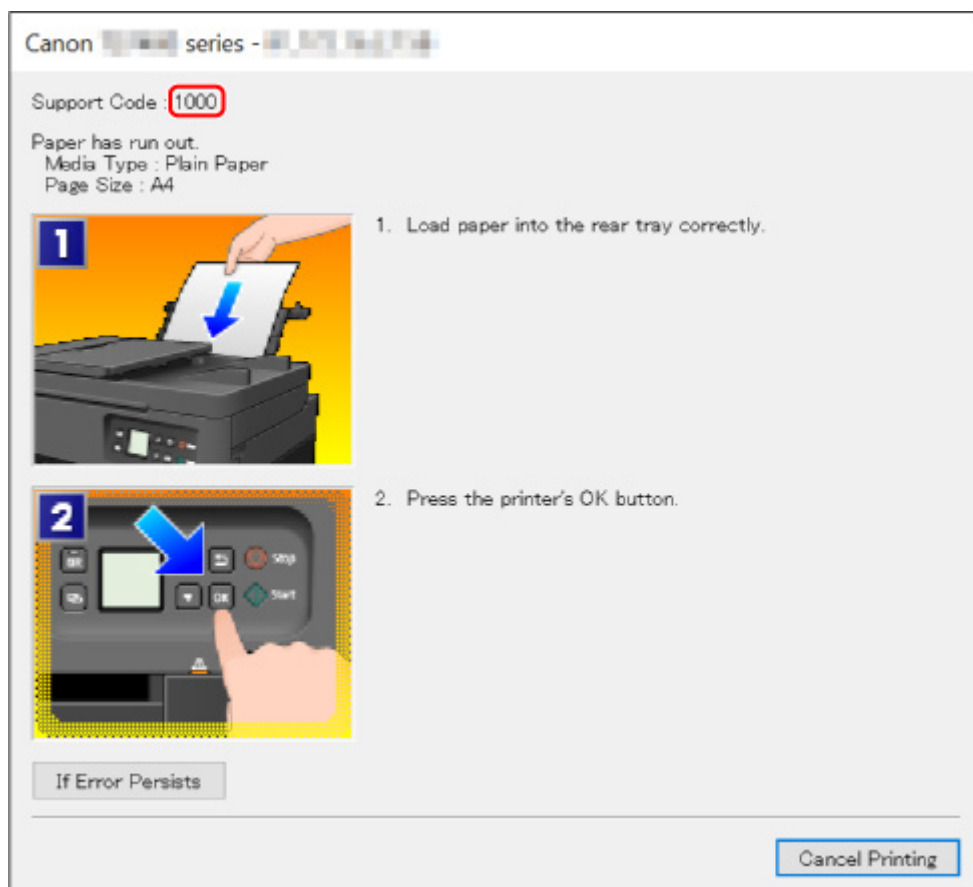 Canon series -
Support Code : 1000
Paper has run out.
Media Type : Plain Paper
Page Size : A4
1
1. Load paper into the rear tray correctly.
2
2. Press the printer's OK button.
Stop
OK
Start
If Error Persists
Cancel Printing